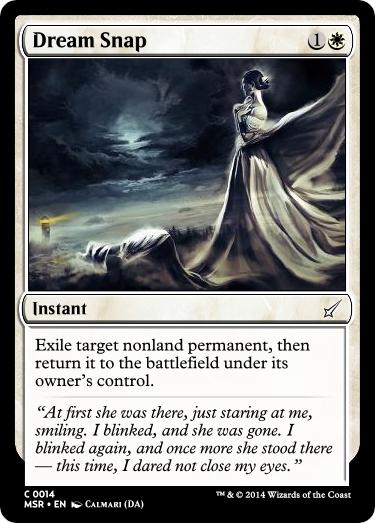 Dream Snap
1
Instant
Exile target nonland permanent, then
return it to the battlefield under its
owner's control.
"At first she was there, just staring at me,
smiling. I blinked, and she was gone. I
blinked again, and once more she stood there
— this time, I dared not close my eyes."
C 0014
MSR • EN Calmari (DA)
™ & © 2014 Wizards of the Coast